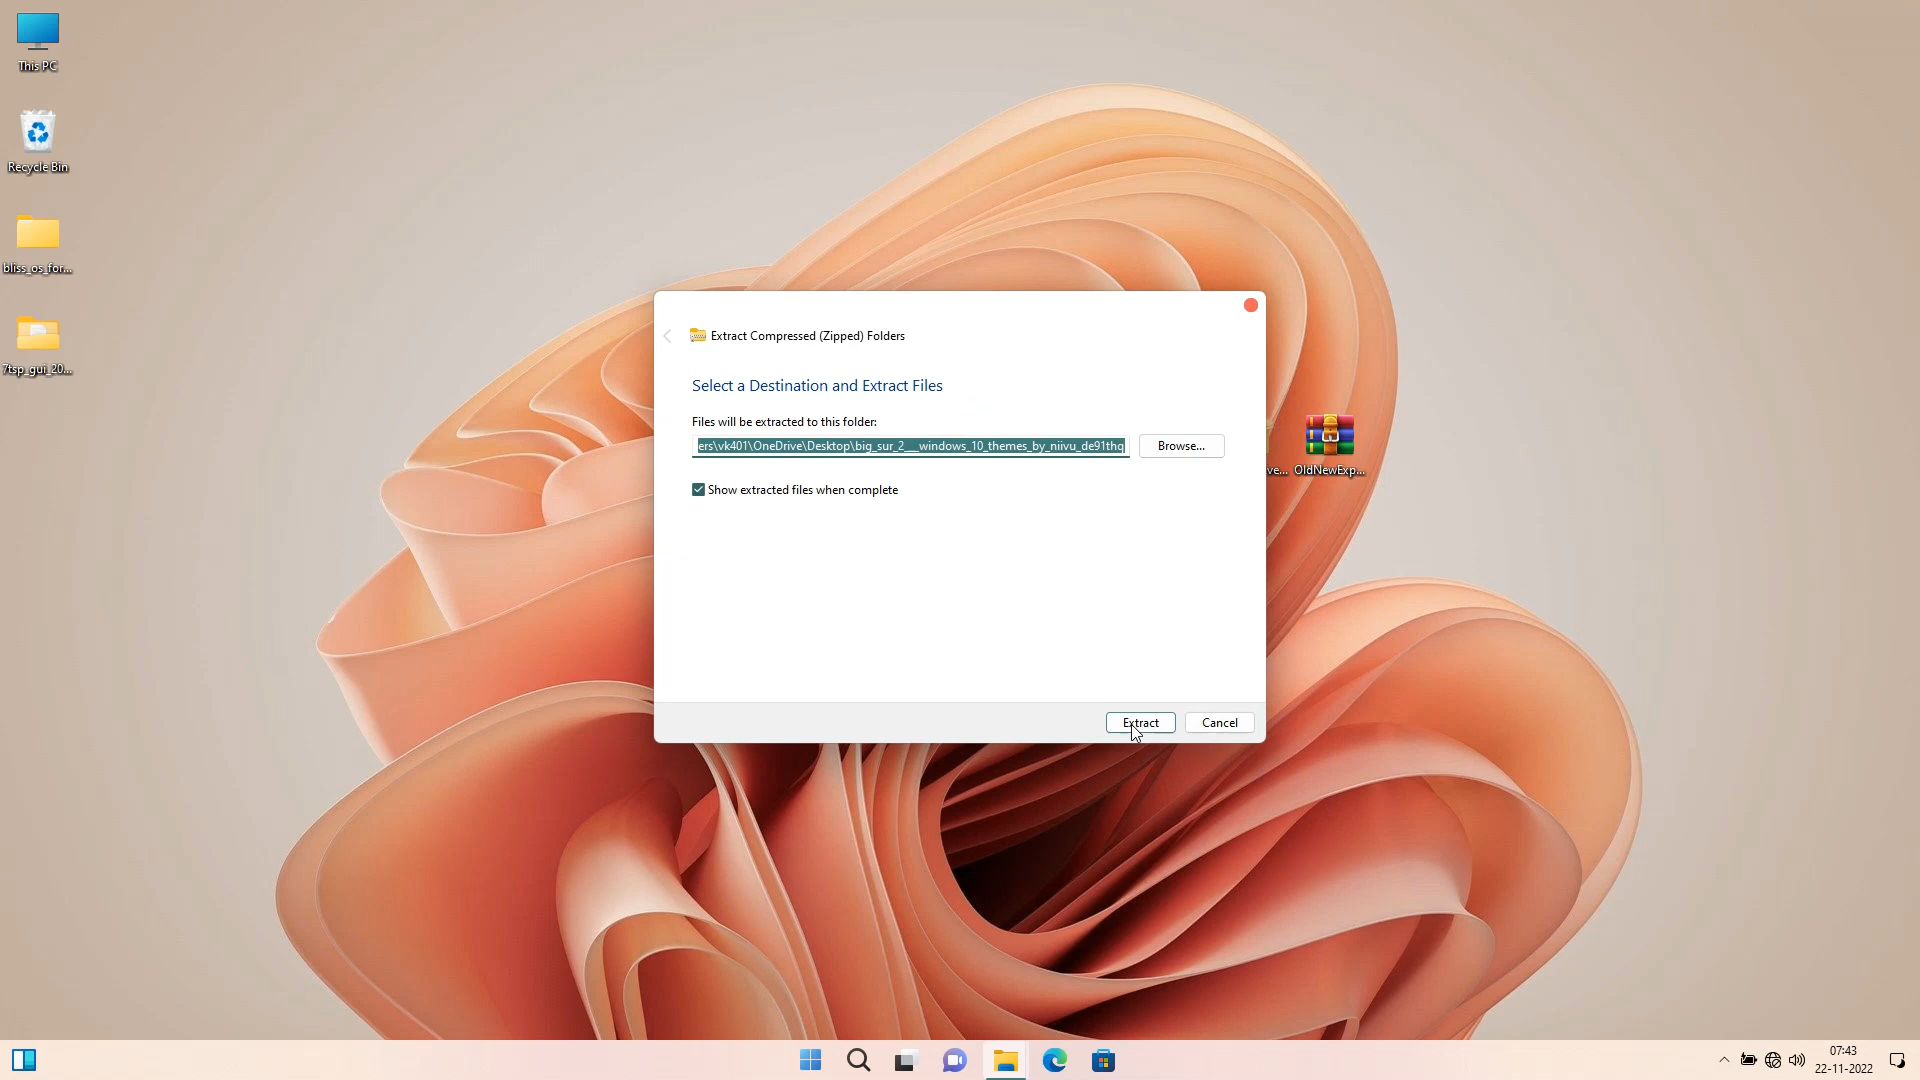 This PC
Recycle Bin
bliss_os_for...
7tsp_gui_20...
Extract Compressed (Zipped) Folders
Select a Destination and Extract Files
Files will be extracted to this folder:
ers\vk401\OneDrive\Desktop\big_sur_2___windows_10_themes_by_niivu_de91thq
Browse...
Show extracted files when complete
Extract
Cancel
ve...
OldNewExp...
07:43
22-11-2022